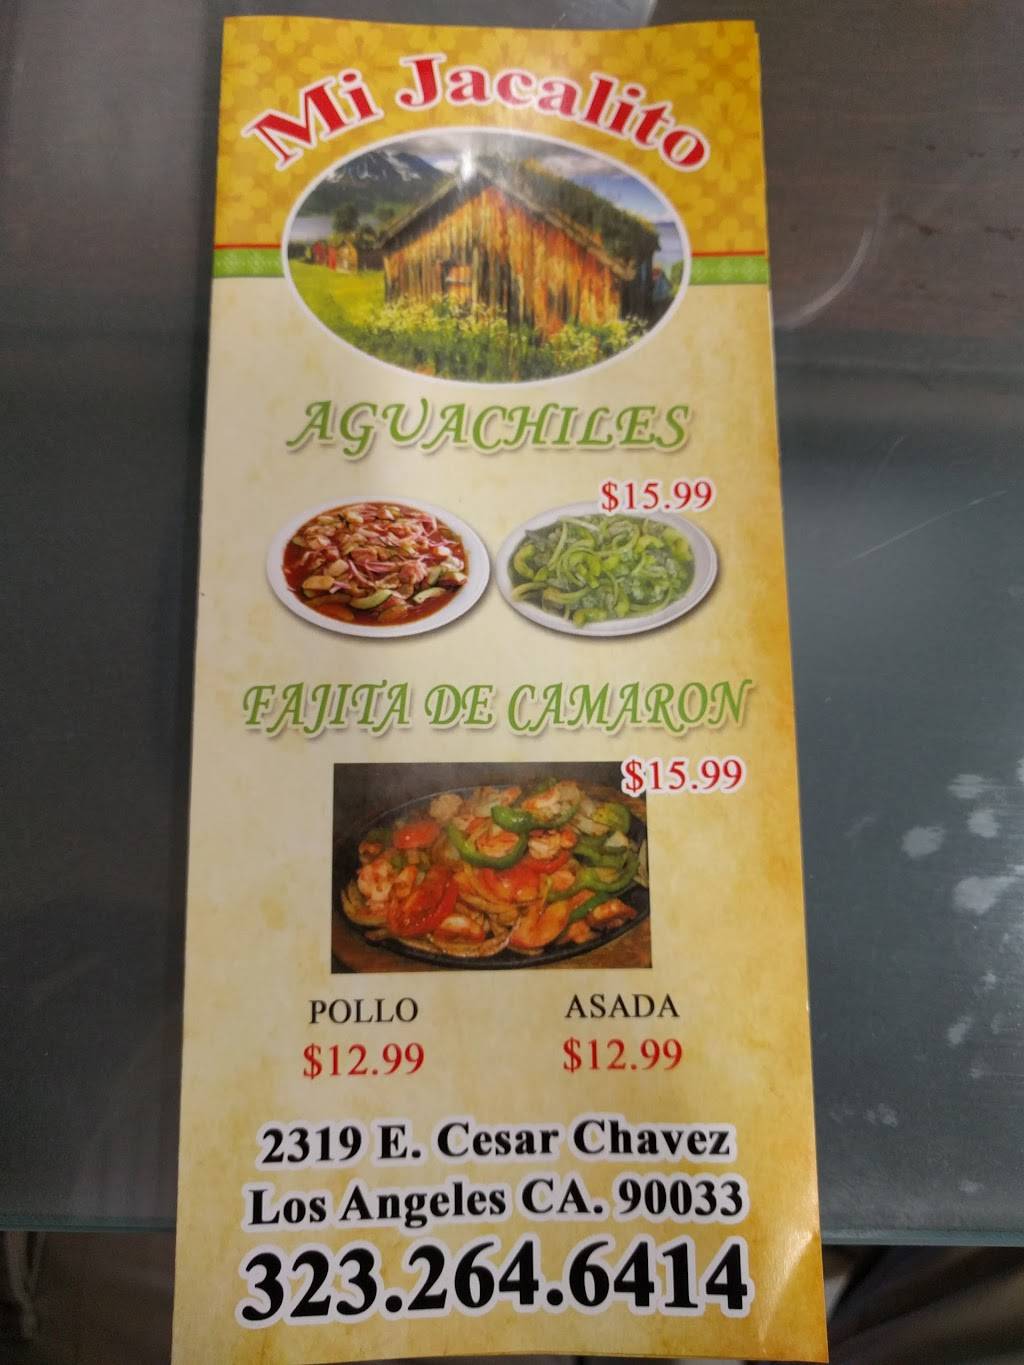 Mi Jacalito
AGUACHILES
$15.99
FAJITA DE CAMARON
$15.99
POLLO ASADA
$12.99 $12.99
2319 E. Cesar Chavez
Los Angeles CA. 90033
323.264.6414